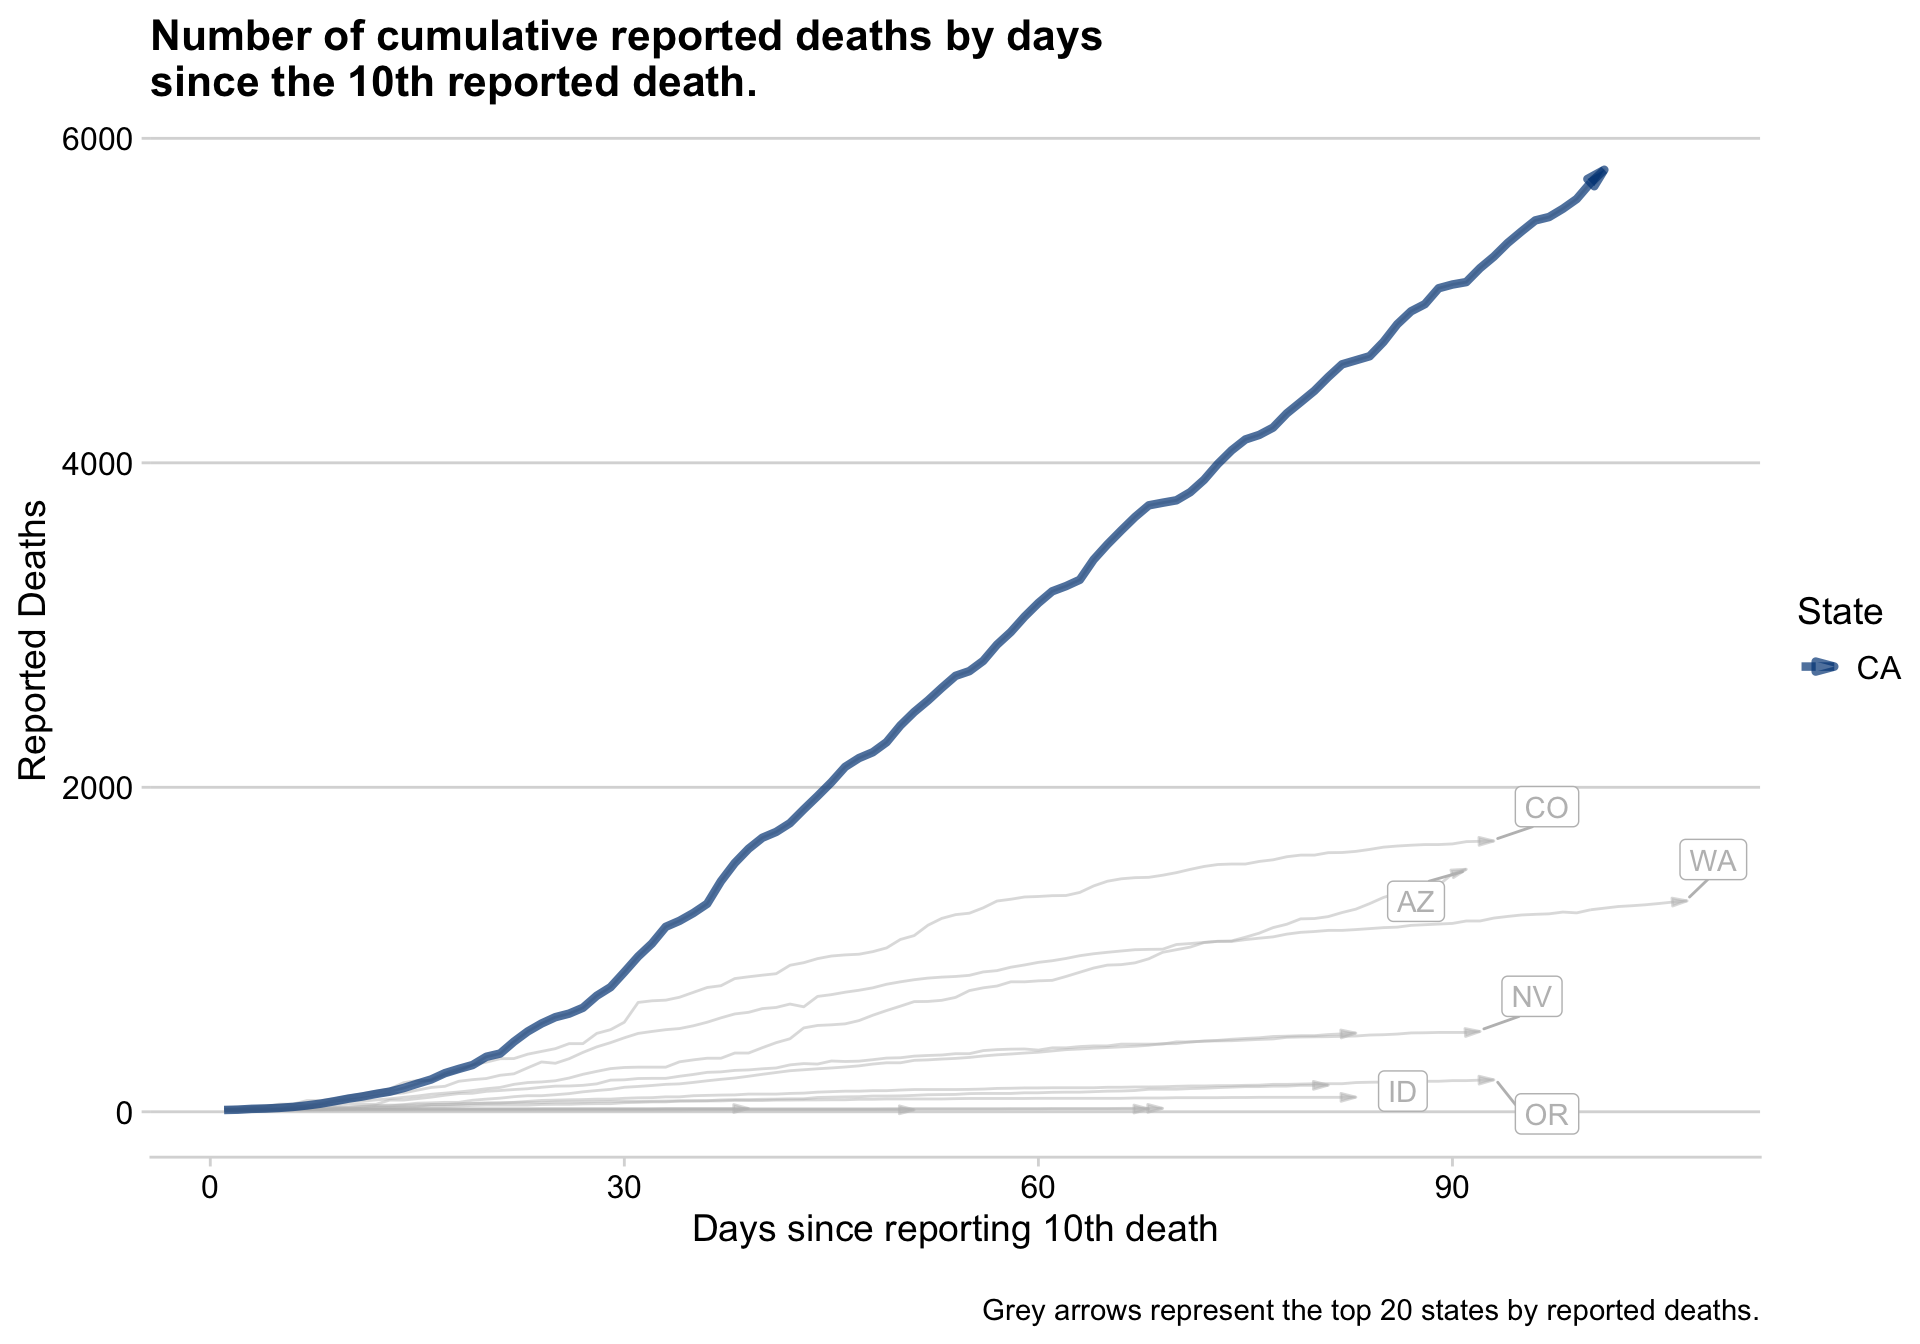 Number of cumulative reported deaths by days
since the 10th reported death.
6000
4000
2000
0
Reported Deaths
CO
WA
AZ
NV
ID
OR
State
CA
0 30 60 90
Days since reporting 10th death
Grey arrows represent the top 20 states by reported deaths.